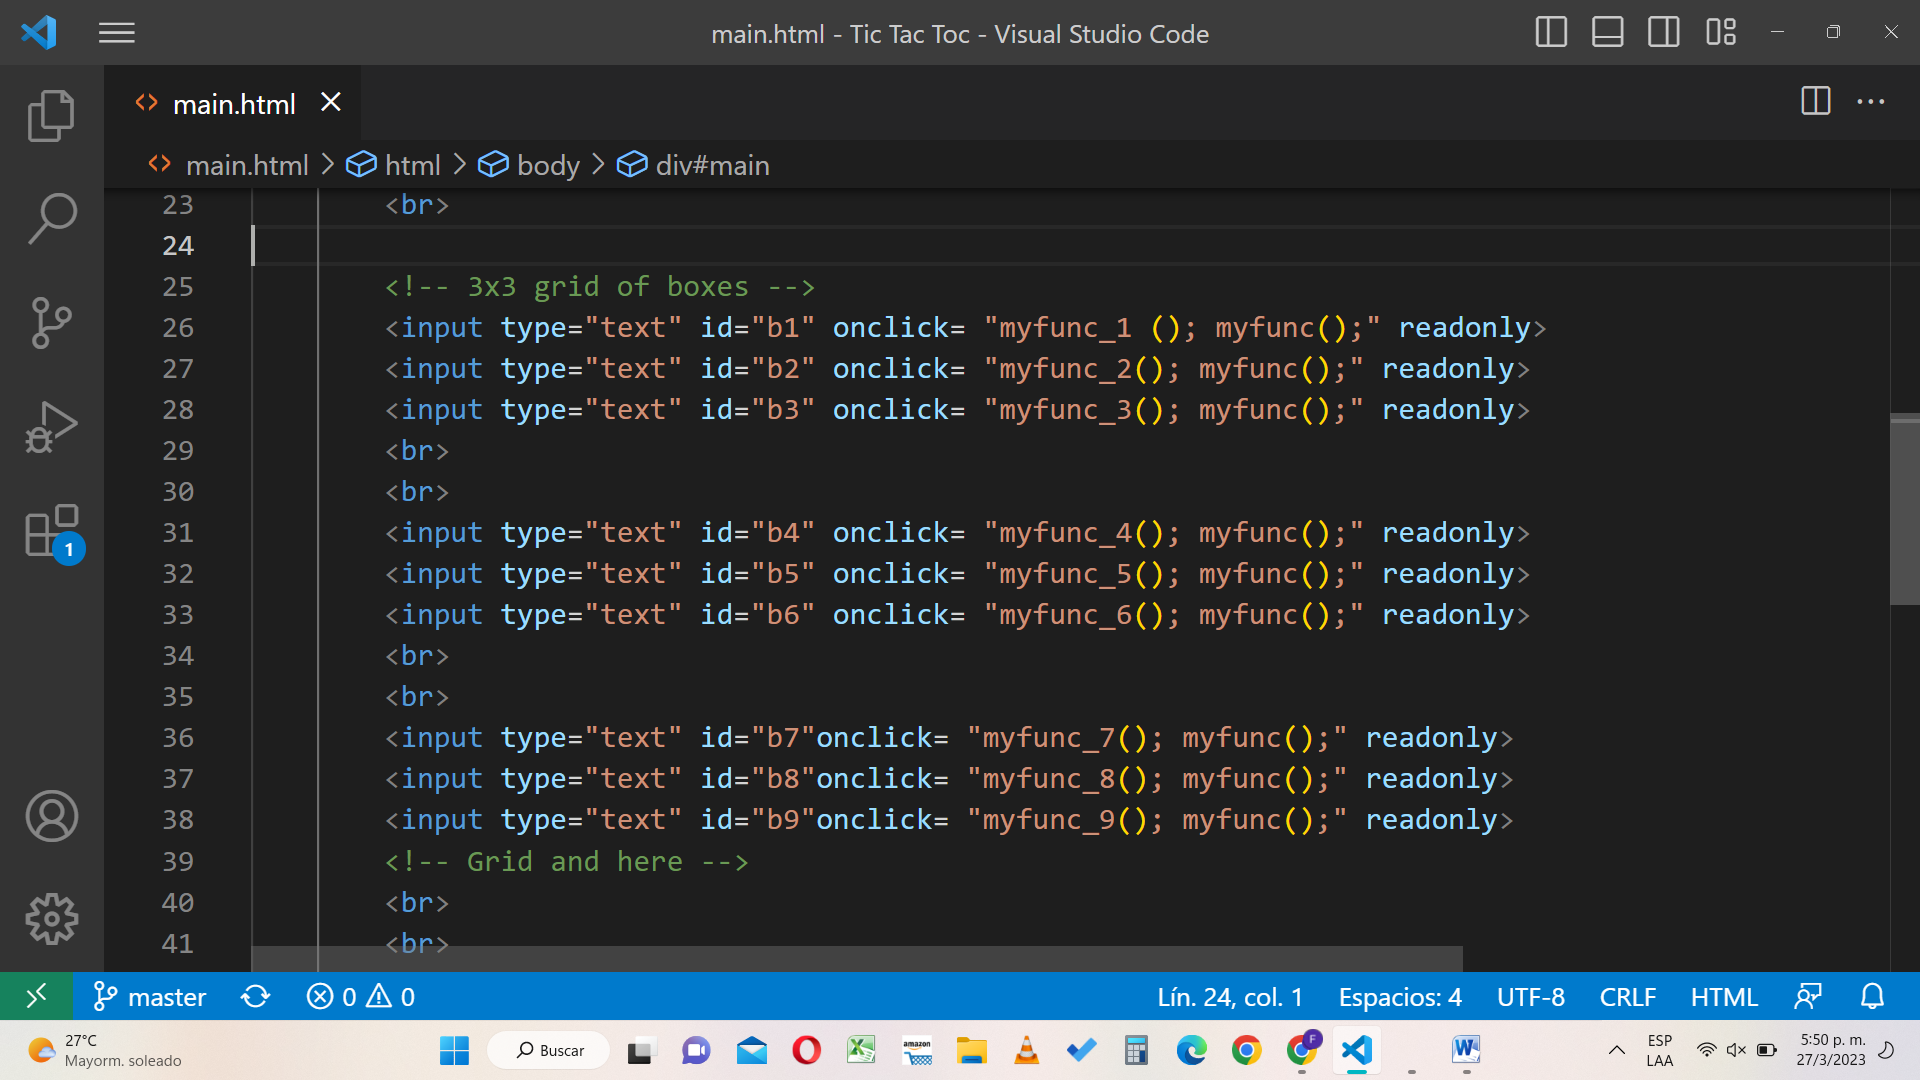 main.html - Tic Tac Toc - Visual Studio Code
main.html
main.html > html > body > div#main
23 <br>
24
25 <!-- 3x3 grid of boxes -->
26 <input type="text" id="b1" onclick= "myfunc_1 (); myfunc();" readonly>
27 <input type="text" id="b2" onclick= "myfunc_2(); myfunc();" readonly>
28 <input type="text" id="b3" onclick= "myfunc_3(); myfunc();" readonly>
29 <br>
30 <br>
31 <input type="text" id="b4" onclick= "myfunc_4(); myfunc();" readonly>
32 <input type="text" id="b5" onclick= "myfunc_5(); myfunc();" readonly>
33 <input type="text" id="b6" onclick= "myfunc_6(); myfunc();" readonly>
34 <br>
35 <br>
36 <input type="text" id="b7"onclick= "myfunc_7(); myfunc();" readonly>
37 <input type="text" id="b8"onclick= "myfunc_8(); myfunc();" readonly>
38 <input type="text" id="b9"onclick= "myfunc_9(); myfunc();" readonly>
39 <!-- Grid and here -->
40 <br>
41 <br>
1
master 0 0 Lín. 24, col. 1 Espacios: 4 UTF-8 CRLF HTML
27°C
Mayorm. soleado
Buscar
amazon
F
W
ESP
LAA
5:50 p. m.
27/3/2023